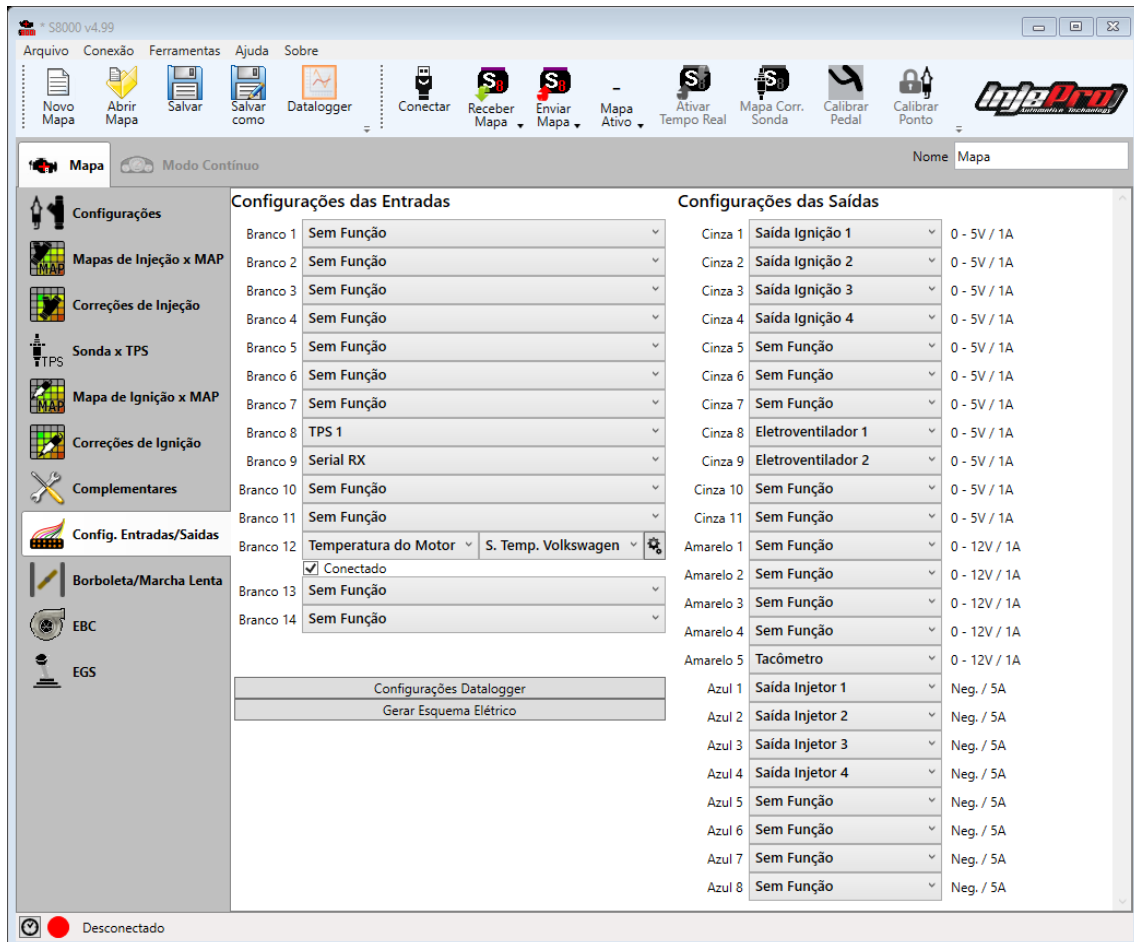 * S8000 v4.99
Arquivo Conexão Ferramentas Ajuda Sobre
Novo Mapa
Abrir Mapa
Salvar
Salvar como
Datalogger
Conectar
Receber Mapa
Enviar Mapa
- Mapa Ativo
Ativar Tempo Real
Mapa Corr. Sonda
Calibrar Pedal
Calibrar Ponto
InjePro
Automotive Technology
Mapa
Modo Contínuo
Nome Mapa
Configurações
MAP Mapas de Injeção x MAP
Correções de Injeção
TPS Sonda x TPS
MAP Mapa de Ignição x MAP
Correções de Ignição
Complementares
Config. Entradas/Saidas
Borboleta/Marcha Lenta
EBC
EGS
Configurações das Entradas
Branco 1 Sem Função
Branco 2 Sem Função
Branco 3 Sem Função
Branco 4 Sem Função
Branco 5 Sem Função
Branco 6 Sem Função
Branco 7 Sem Função
Branco 8 TPS 1
Branco 9 Serial RX
Branco 10 Sem Função
Branco 11 Sem Função
Branco 12 Temperatura do Motor S. Temp. Volkswagen
Conectado
Branco 13 Sem Função
Branco 14 Sem Função
Configurações Datalogger
Gerar Esquema Elétrico
Configurações das Saídas
Cinza 1 Saída Ignição 1 0 - 5V / 1A
Cinza 2 Saída Ignição 2 0 - 5V / 1A
Cinza 3 Saída Ignição 3 0 - 5V / 1A
Cinza 4 Saída Ignição 4 0 - 5V / 1A
Cinza 5 Sem Função 0 - 5V / 1A
Cinza 6 Sem Função 0 - 5V / 1A
Cinza 7 Sem Função 0 - 5V / 1A
Cinza 8 Eletroventilador 1 0 - 5V / 1A
Cinza 9 Eletroventilador 2 0 - 5V / 1A
Cinza 10 Sem Função 0 - 5V / 1A
Cinza 11 Sem Função 0 - 5V / 1A
Amarelo 1 Sem Função 0 - 12V / 1A
Amarelo 2 Sem Função 0 - 12V / 1A
Amarelo 3 Sem Função 0 - 12V / 1A
Amarelo 4 Sem Função 0 - 12V / 1A
Amarelo 5 Tacômetro 0 - 12V / 1A
Azul 1 Saída Injetor 1 Neg. / 5A
Azul 2 Saída Injetor 2 Neg. / 5A
Azul 3 Saída Injetor 3 Neg. / 5A
Azul 4 Saída Injetor 4 Neg. / 5A
Azul 5 Sem Função Neg. / 5A
Azul 6 Sem Função Neg. / 5A
Azul 7 Sem Função Neg. / 5A
Azul 8 Sem Função Neg. / 5A
Desconectado